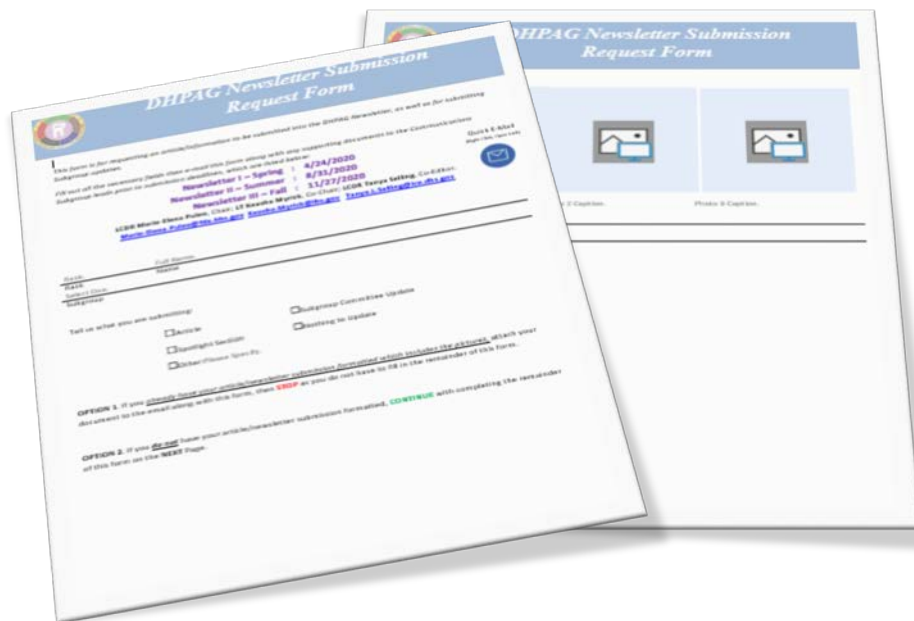 DHPAG Newsletter Submission
Request Form
This form is for requesting an article/information to be submitted into the DHPAG Newsletter, as well as for submitting
Subgroup updates.
Fill out all the necessary fields then e-mail this form along with any supporting documents to the Communications
Subgroup leads prior to submission deadlines, which are listed below:
Newsletter I – Spring : 4/24/2020
Newsletter II – Summer : 8/31/2020
Newsletter III – Fall : 11/27/2020
Quick E-Mail
Rank
Full Name
Name
Select One
Subgroup
Tell us what you are submitting:
☐Article
☐Subgroup Committee Update
☐Spotlight Section
☐Nothing to Update
☐Other:Please Specify.
OPTION 1. If you already have your article/newsletter submission formatted which includes the pictures, attach your
document to the email along with this form, then STOP as you do not have to fill in the remainder of this form.
OPTION 2. If you do not have your article/newsletter submission formatted, CONTINUE with completing the remainder
of this form on the NEXT Page.
DHPAG Newsletter Submission
Request Form
2 Caption.
Photo 3 Caption.